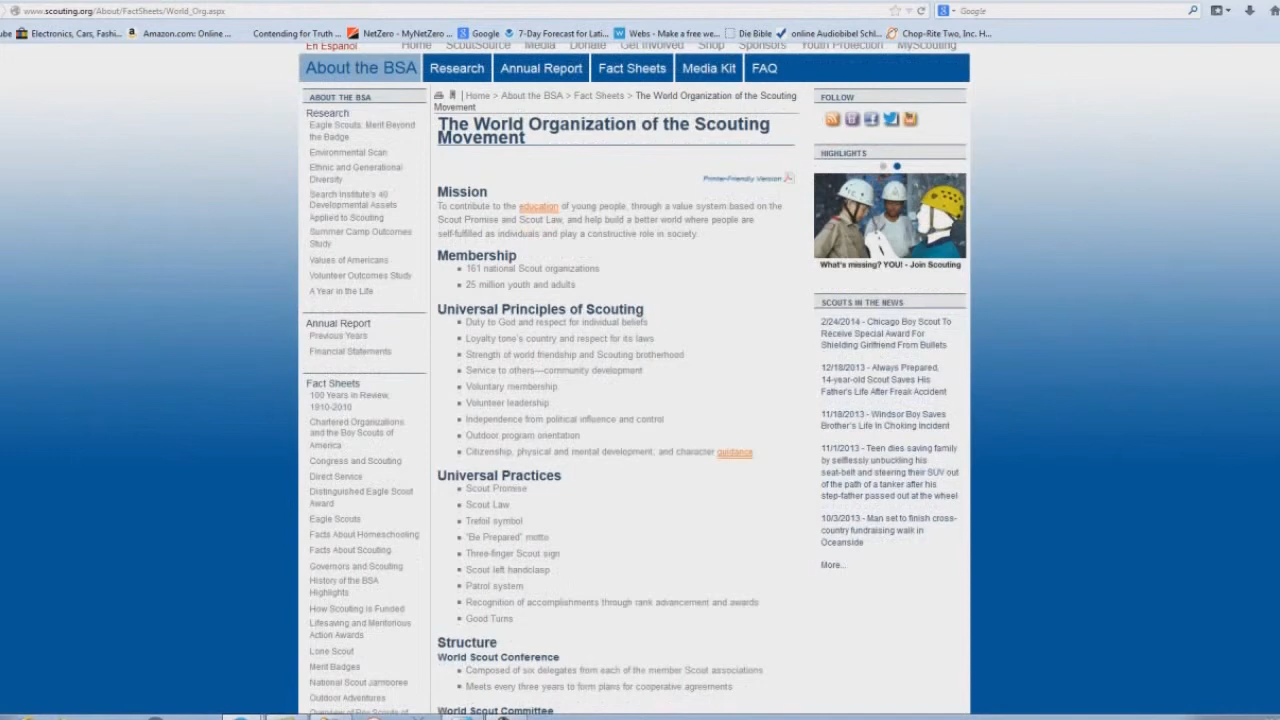 www.scouting.org/About/FactSheets/World_Org.aspx
Google
Electronics, Cars, Fashi...
Amazon.com: Online ...
Contending for Truth ...
NetZero - MyNetZero ...
Google
7-Day Forecast for Lati...
Webs - Make a free we...
Die Bible
online Audiobibel Schl...
Chop-Rite Two, Inc. H...
En Español
Home
ScoutSource
Media
Donate
Get Involved
Shop
Sponsors
Youth Protection
MyScouting
About the BSA
Research
Annual Report
Fact Sheets
Media Kit
FAQ
ABOUT THE BSA
Research
Eagle Scouts: Merit Beyond
the Badge
Environmental Scan
Ethnic and Generational
Diversity
Search Institute's 40
Developmental Assets
Applied to Scouting
Summer Camp Outcomes
Study
Values of Americans
Volunteer Outcomes Study
A Year in the Life
Annual Report
Previous Years
Financial Statements
Fact Sheets
100 Years in Review,
1910-2010
Chartered Organizations
and the Boy Scouts of
America
Congress and Scouting
Direct Service
Distinguished Eagle Scout
Award
Eagle Scouts
Facts About Homeschooling
Facts About Scouting
Governors and Scouting
History of the BSA
Highlights
How Scouting is Funded
Lifesaving and Meritorious
Action Awards
Lone Scout
Merit Badges
National Scout Jamboree
Outdoor Adventures
Overview of Boy Scouts of
Home > About the BSA > Fact Sheets > The World Organization of the Scouting
Movement
The World Organization of the Scouting
Movement
Printer-Friendly Version
Mission
To contribute to the education of young people, through a value system based on the
Scout Promise and Scout Law, and help build a better world where people are
self-fulfilled as individuals and play a constructive role in society.
Membership
161 national Scout organizations
25 million youth and adults
Universal Principles of Scouting
Duty to God and respect for individual beliefs
Loyalty to ne's country and respect for its laws
Strength of world friendship and Scouting brotherhood
Service to others—community development
Voluntary membership
Volunteer leadership
Independence from political influence and control
Outdoor program orientation
Citizenship, physical and mental development, and character guidance
Universal Practices
Scout Promise
Scout Law
Trefoil symbol
"Be Prepared" motto
Three-finger Scout sign
Scout left handclasp
Patrol system
Recognition of accomplishments through rank advancement and awards
Good Turns
Structure
World Scout Conference
Composed of six delegates from each of the member Scout associations
Meets every three years to form plans for cooperative agreements
World Scout Committee
FOLLOW
HIGHLIGHTS
What's missing? YOU! - Join Scouting
SCOUTS IN THE NEWS
2/24/2014 - Chicago Boy Scout To
Receive Special Award For
Shielding Girlfriend From Bullets
12/18/2013 - Always Prepared,
14-year-old Scout Saves His
Father's Life After Freak Accident
11/18/2013 - Windsor Boy Saves
Brother's Life In Choking Incident
11/1/2013 - Teen dies saving family
by selflessly unbuckling his
seat-belt and steering their SUV out
of the path of a tanker after his
step-father passed out at the wheel
10/3/2013 - Man set to finish cross-
country fundraising walk in
Oceanside
More...